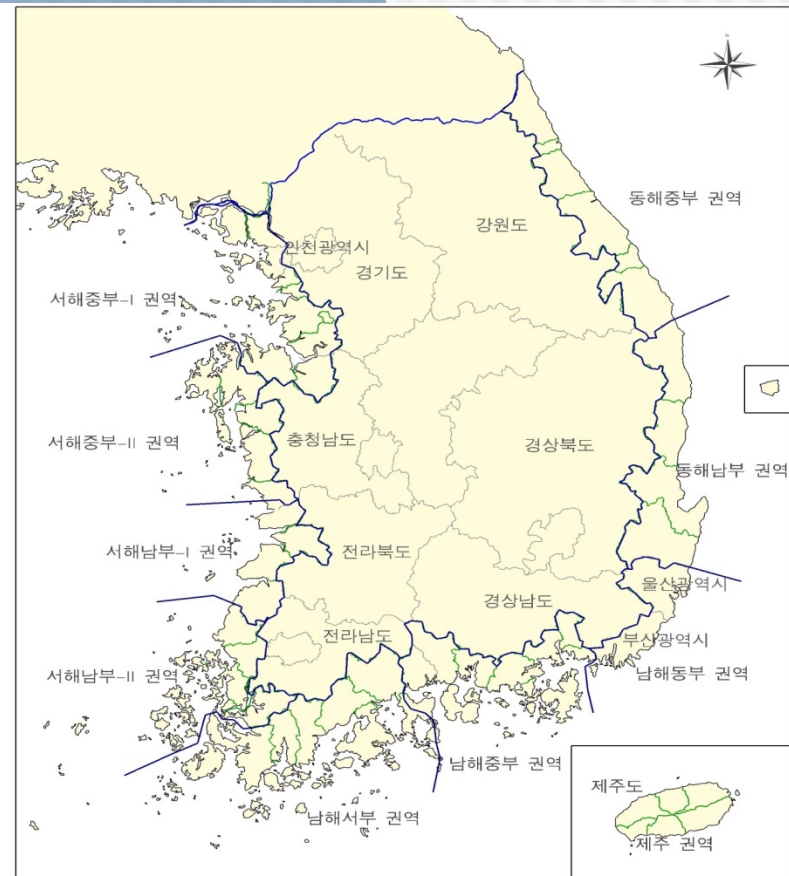 N
동해중부 권역
강원도
인천광역시
경기도
서해중부-I 권역
서해중부-II 권역
충청남도
경상북도
동해남부 권역
서해남부-I 권역
전라북도
울산광역시
경상남도
전라남도
부산광역시
서해남부-II 권역
남해동부 권역
남해중부 권역
남해서부 권역
제주도
제주 권역